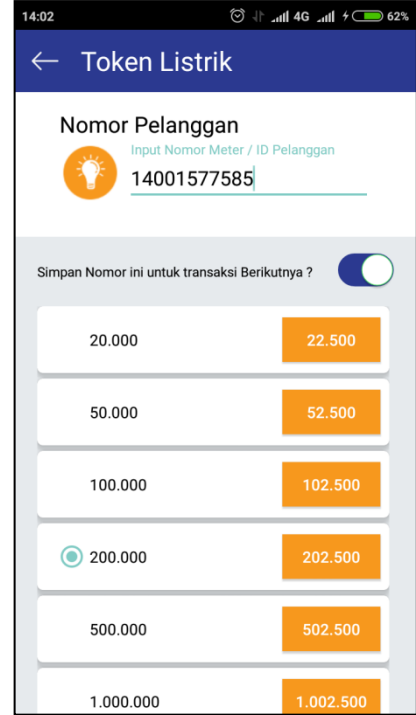 14:02 4G 62%
Token Listrik
Nomor Pelanggan
Input Nomor Meter / ID Pelanggan
14001577585
Simpan Nomor ini untuk transaksi Berikutnya ?
20.000 22.500
50.000 52.500
100.000 102.500
200.000 202.500
500.000 502.500
1.000.000 1.002.500